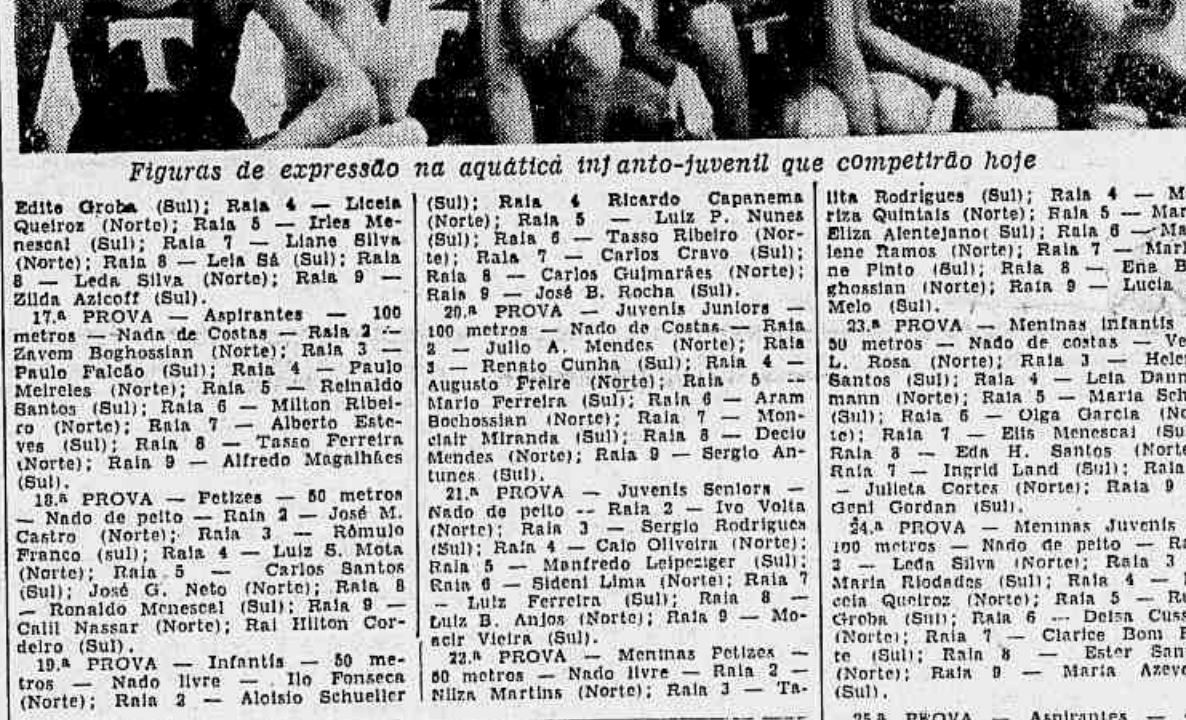 T
T
Figuras de expressão na aquáticá infanto-juvenil que competirão hoje
Edite Groba (Sul); Raia 4 — Liceia
Queiroz (Norte); Raia 5 — Irles Me-
nescal (Sul); Raia 7 — Liane Silva
(Norte); Raia 8 — Leia Sá (Sul); Raia
8 — Leda Silva (Norte); Raia 9 —
Zilda Azicoff (Sul).
17.ª PROVA — Aspirantes — 100
metros — Nada de Costas — Raia 2 —
Zavem Boghossian (Norte); Raia 3 —
Paulo Falcão (Sul); Raia 4 — Paulo
Meireles (Norte); Raia 5 — Reinaldo
Santos (Sul); Raia 6 — Milton Ribei-
ro (Norte); Raia 7 — Alberto Este-
ves (Sul); Raia 8 — Tasso Ferreira
(Norte); Raia 9 — Alfredo Magalhães
(Sul).
18.ª PROVA — Petizes — 50 metros
— Nado de peito — Raia 2 — José M.
Castro (Norte); Raia 3 — Rômulo
Franco (sul); Raia 4 — Luiz S. Mota
(Norte); Raia 5 — Carlos Santos
(Sul); José G. Neto (Norte); Raia 8
— Ronaldo Menescal (Sul); Raia 9 —
Calil Nassar (Norte); Rai Hilton Cor-
deiro (Sul).
19.ª PROVA — Infantis — 50 me-
tros — Nado livre — Ilo Fonseca
(Norte); Raia 2 — Aloisio Schueller
(Sul); Raia 4 Ricardo Capanema
(Norte); Raia 5 — Luiz P. Nunes
(Sul); Raia 6 — Tasso Ribeiro (Nor-
te); Raia 7 — Carlos Cravo (Sul);
Raia 8 — Carlos Guimarães (Norte);
Raia 9 — José B. Rocha (Sul).
20.ª PROVA — Juvenis Juniors —
100 metros — Nado de Costas — Raia
2 — Julio A. Mendes (Norte); Raia
3 — Renato Cunha (Sul); Raia 4 —
Augusto Freire (Norte); Raia 5 —
Mario Ferreira (Sul); Raia 6 — Aram
Bochossian (Norte); Raia 7 — Mon-
clair Miranda (Sul); Raia 8 — Decio
Mendes (Norte); Raia 9 — Sergio An-
tunes (Sul).
21.ª PROVA — Juvenis Seniors —
Nado de peito — Raia 2 — Ivo Volta
(Norte); Raia 3 — Sergio Rodrigues
(Sul); Raia 4 — Caio Oliveira (Norte);
Raia 5 — Manfredo Leipeziger (Sul);
Raia 6 — Sideni Lima (Norte); Raia 7
— Luiz Ferreira (Sul); Raia 8 —
Luiz B. Anjos (Norte); Raia 9 — Mo-
acir Vieira (Sul).
22.ª PROVA — Meninas Petizes —
50 metros — Nado livre — Raia 2 —
Nilza Martins (Norte); Raia 3 — Ta-
lita Rodrigues (Sul); Raia 4 — M
riza Quintais (Norte); Raia 5 — Mar
Eliza Alentejano( Sul); Raia 6 — Ma
lene Ramos (Norte); Raia 7 — Marl
ne Pinto (Sul); Raia 8 — Ena B
ghossian (Norte); Raia 9 — Lucia
Melo (Sul).
23.ª PROVA — Meninas infantis
50 metros — Nado de costas — Ve
L. Rosa (Norte); Raia 3 — Heler
Santos (Sul); Raia 4 — Leia Dann
mann (Norte); Raia 5 — Maria Sch
(Sul); Raia 6 — Olga Garcia (No
te); Raia 7 — Elis Menescal (Su
Raia 8 — Eda H. Santos (Norte
Raia 7 — Ingrid Land (Sul); Raia
— Julieta Cortes (Norte); Raia 9
Geni Gordan (Sul).
24.ª PROVA — Meninas Juvenis
100 metros — Nado de peito — Ra
2 — Leda Silva (Norte); Raia 3
Maria Riodades (Sul); Raia 4 —
ceia Queiroz (Norte); Raia 5 — Ru
Groba (Sul); Raia 6 — Deisa Cuss
(Norte); Raia 7 — Clarice Bom F
te (Sul); Raia 8 — Ester San
(Norte); Raia 9 — Maria Azeve
(Sul).
25.ª PROVA — Aspirantes —